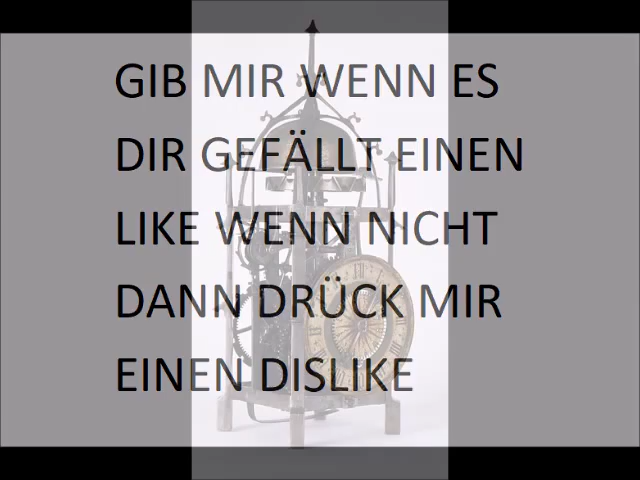 GIB MIR WENN ES
DIR GEFÄLLT EINEN
LIKE WENN NICHT
DANN DRÜCK MIR
EINEN DISLIKE